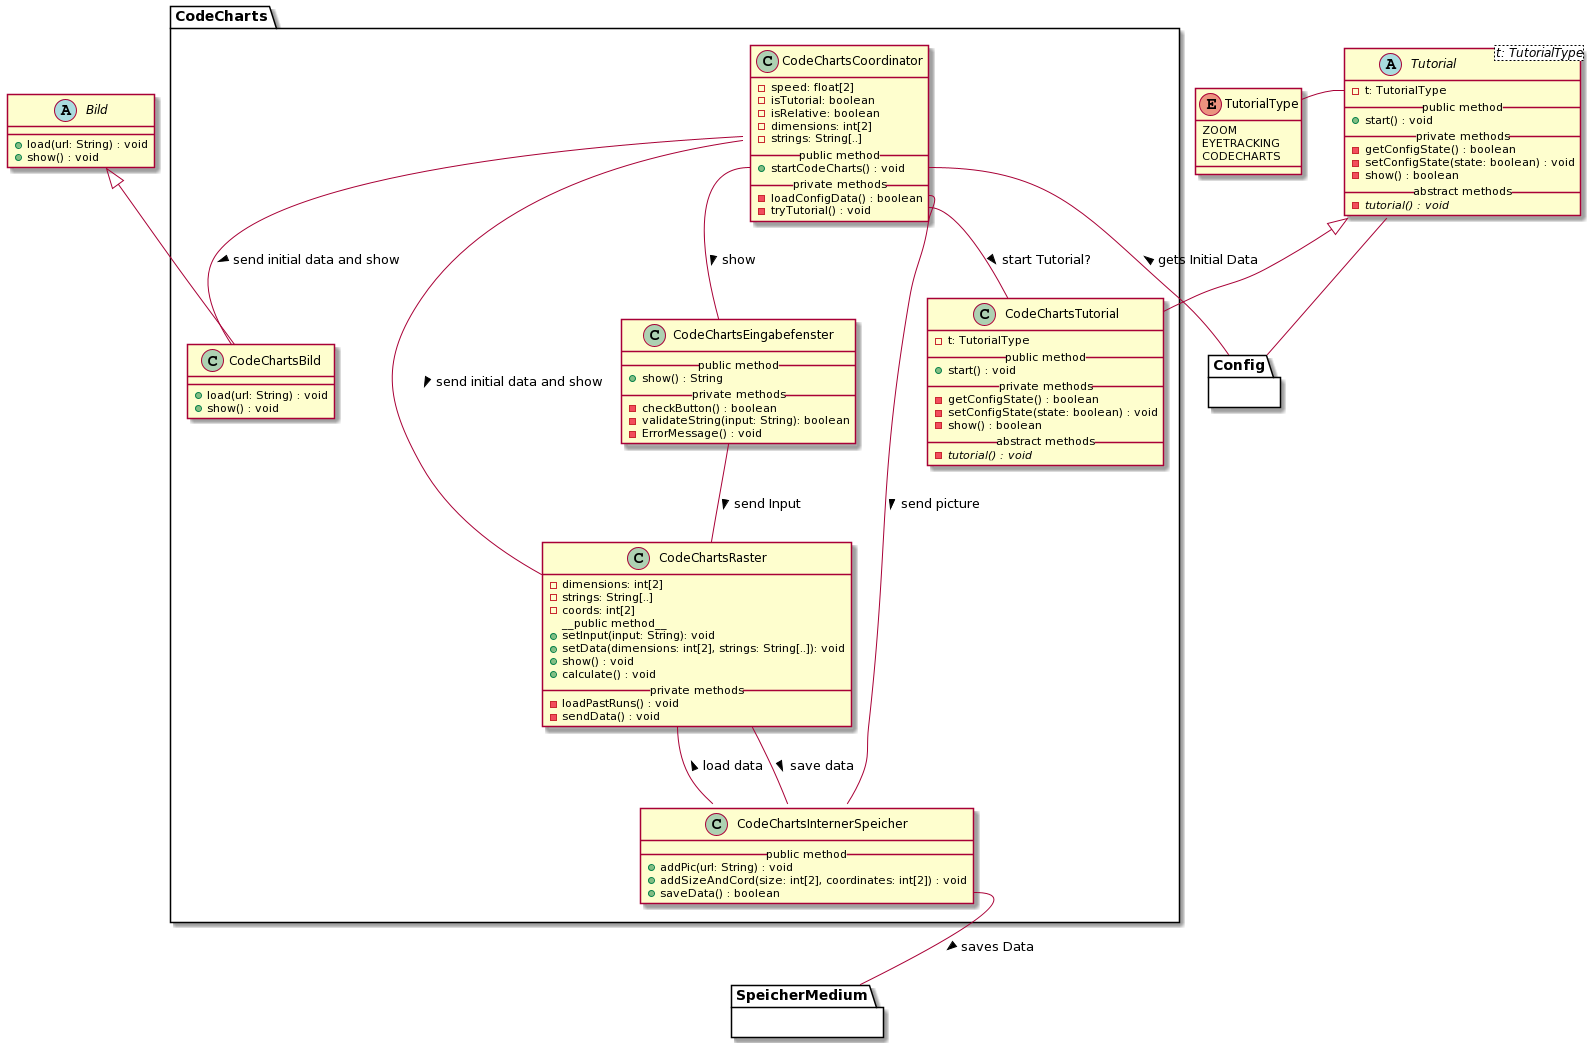 CodeCharts
C CodeChartsCoordinator
speed: float[2]
isTutorial: boolean
isRelative: boolean
dimensions: int[2]
strings: String[..]
public method
startCodeCharts() : void
private methods
loadConfigData() : boolean
tryTutorial() : void
t: TutorialType
A Tutorial
t: TutorialType
public method
start() : void
private methods
getConfigState() : boolean
setConfigState(state: boolean) : void
show() : boolean
abstract methods
tutorial() : void
E TutorialType
ZOOM
EYETRACKING
CODECHARTS
A Bild
load(url: String) : void
show() : void
send initial data and show
show
start Tutorial?
gets Initial Data
C CodeChartsBild
load(url: String) : void
show() : void
send initial data and show
C CodeChartsEingabefenster
public method
show() : String
private methods
checkButton() : boolean
validateString(input: String): boolean
ErrorMessage() : void
C CodeChartsTutorial
t: TutorialType
public method
start() : void
private methods
getConfigState() : boolean
setConfigState(state: boolean) : void
show() : boolean
abstract methods
tutorial() : void
Config
send Input
send picture
C CodeChartsRaster
dimensions: int[2]
strings: String[..]
coords: int[2]
__public method__
setInput(input: String): void
setData(dimensions: int[2], strings: String[..]): void
show() : void
calculate() : void
private methods
loadPastRuns() : void
sendData() : void
load data
save data
C CodeChartsInternerSpeicher
public method
addPic(url: String) : void
addSizeAndCord(size: int[2], coordinates: int[2]) : void
saveData() : boolean
saves Data
SpeicherMedium